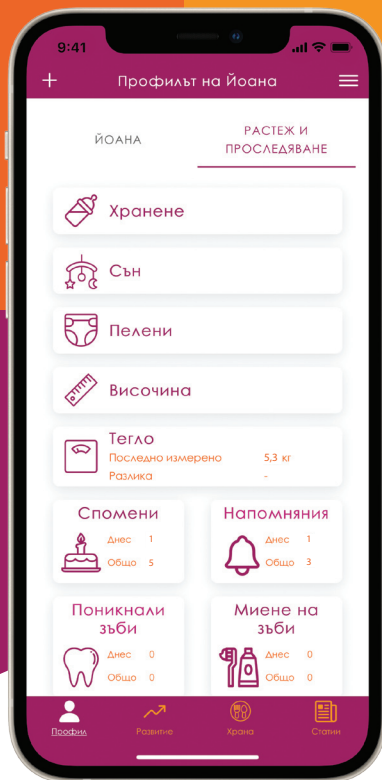 9:41
Профилът на Йоана
ЙОАНА
РАСТЕЖ И
ПРОСЛЕДЯВАНЕ
Хранене
Сън
Пелени
Височина
Тегло
Последно измерено 5,3 кг
Разлика -
Спомени
Днес 1
Общо 5
Напомняния
Днес 1
Общо 3
Поникнали
зъби
Днес 0
Общо 0
Миене на
зъби
Днес 0
Общо 0
Профил Развитие Храна Статии